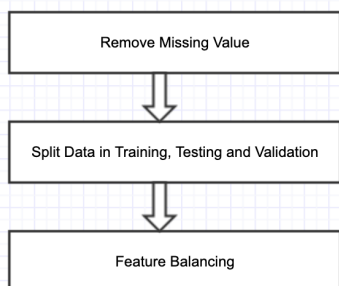 Remove Missing Value
Split Data in Training, Testing and Validation
Feature Balancing